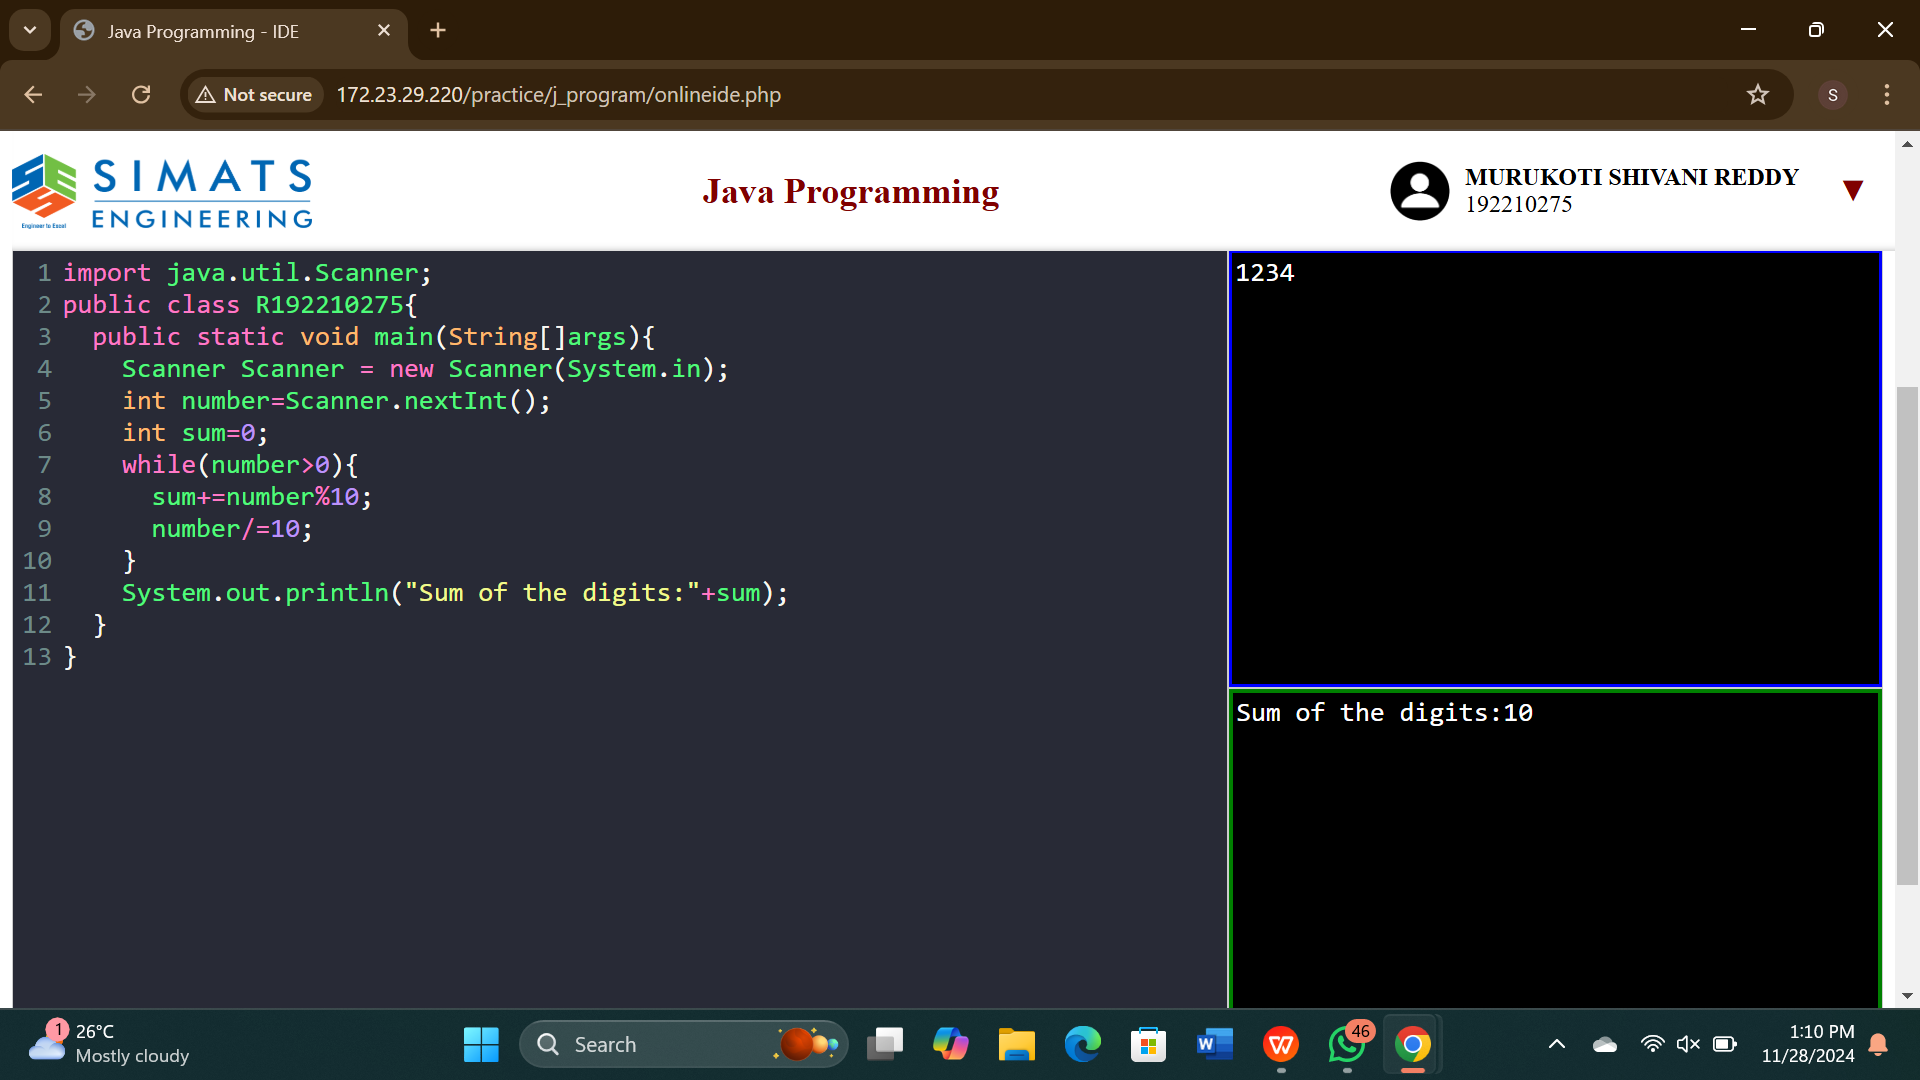 Java Programming - IDE
Not secure
172.23.29.220/practice/j_program/onlineide.php
S
SIMATS
ENGINEERING
Engineer to Excel
Java Programming
MURUKOTI SHIVANI REDDY
192210275
1 import java.util.Scanner;
2 public class R192210275{
3   public static void main(String[]args){
4     Scanner Scanner = new Scanner(System.in);
5     int number=Scanner.nextInt();
6     int sum=0;
7     while(number>0){
8       sum+=number%10;
9       number/=10;
10     }
11     System.out.println("Sum of the digits:"+sum);
12   }
13 }
1234
Sum of the digits:10
1
26°C
Mostly cloudy
Search
W
W
46
1:10 PM
11/28/2024